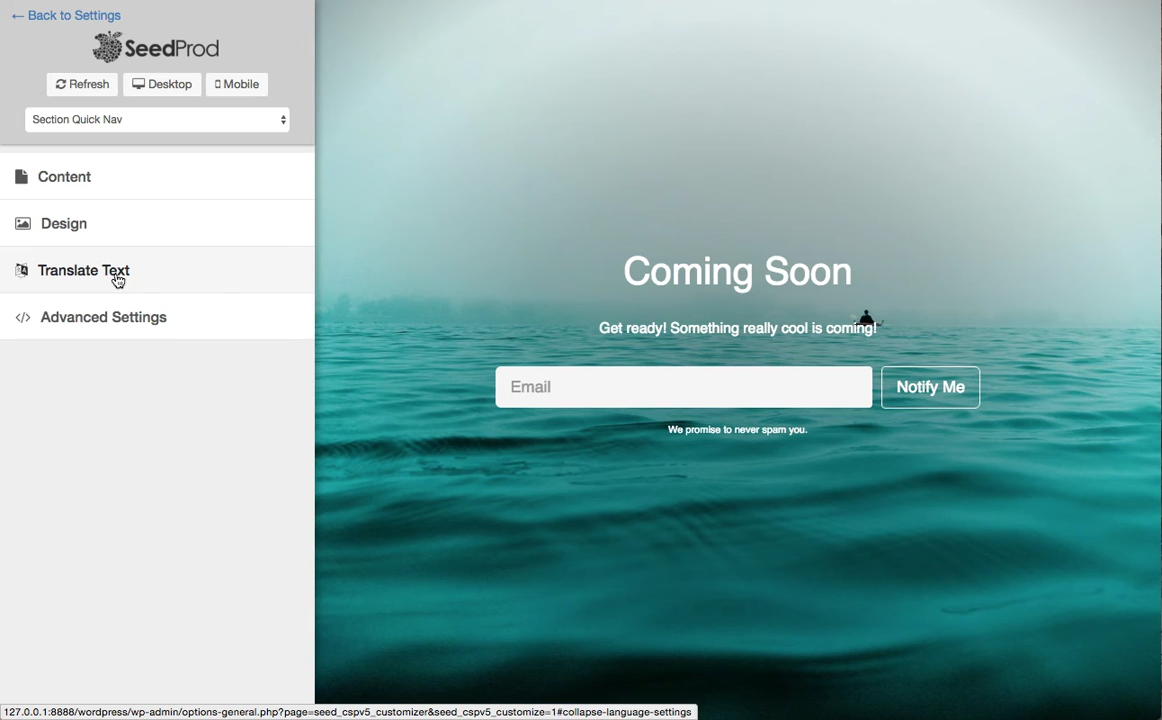 ← Back to Settings
SeedProd
Refresh
Desktop
Mobile
Section Quick Nav
Content
Design
Translate Text
Advanced Settings
Coming Soon
Get ready! Something really cool is coming!
Email
Notify Me
We promise to never spam you.
127.0.0.1:8888/wordpress/wp-admin/options-general.php?page=seed_cspv5_customizer&seed_cspv5_customize=1#collapse-language-settings